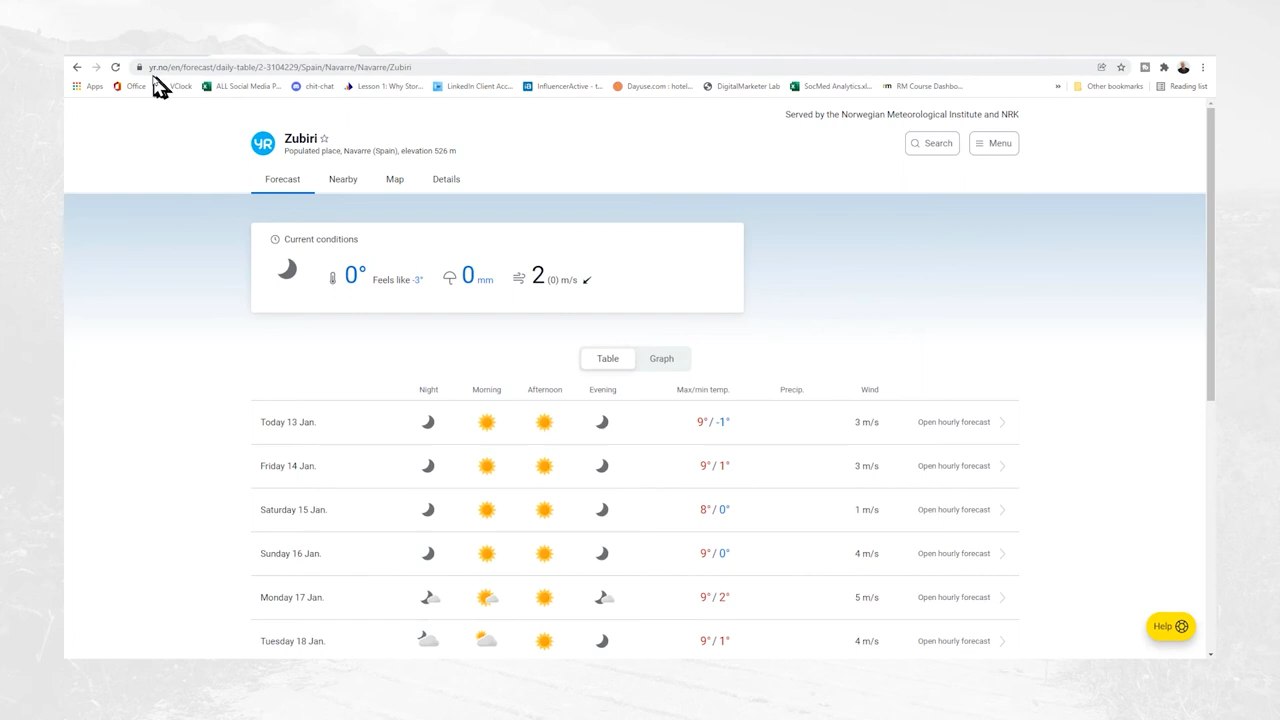 yr.no/en/forecast/daily-table/2-3104229/Spain/Navarre/Navarre/Zubiri
Apps Office VClock ALL Social Media P... chit-chat Lesson 1: Why Stor... LinkedIn Client Acc... InfluencerActive - t... Dayuse.com : hotel... DigitalMarketer Lab SocMed Analytics.xl... RM Course Dashbo... » Other bookmarks Reading list
Served by the Norwegian Meteorological Institute and NRK
YR Zubiri
Populated place, Navarre (Spain), elevation 526 m
Search Menu
Forecast Nearby Map Details
Current conditions
0° Feels like -3° 0 mm 2 (0) m/s
Table Graph
Night Morning Afternoon Evening Max/min temp. Precip. Wind
Today 13 Jan. 9°/ -1° 3 m/s Open hourly forecast
Friday 14 Jan. 9°/ 1° 3 m/s Open hourly forecast
Saturday 15 Jan. 8°/ 0° 1 m/s Open hourly forecast
Sunday 16 Jan. 9°/ 0° 4 m/s Open hourly forecast
Monday 17 Jan. 9°/ 2° 5 m/s Open hourly forecast
Tuesday 18 Jan. 9°/ 1° 4 m/s Open hourly forecast
Help